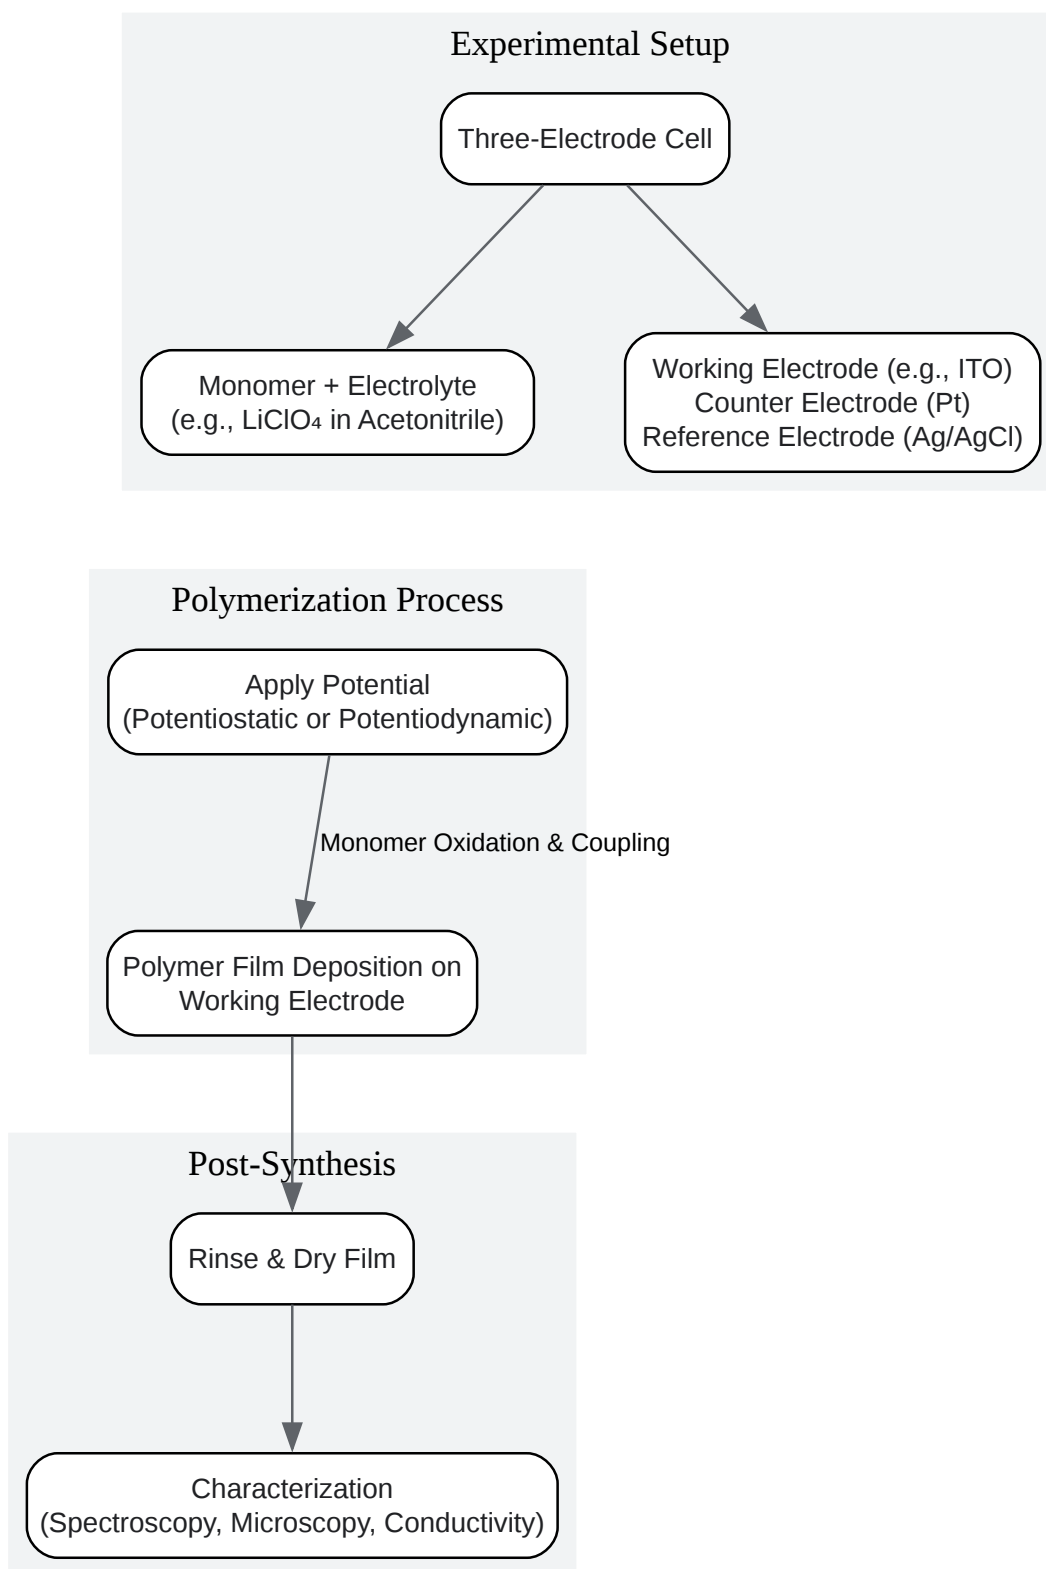 Experimental Setup
Three-Electrode Cell
Monomer + Electrolyte
(e.g., LiClO₄ in Acetonitrile)
Working Electrode (e.g., ITO)
Counter Electrode (Pt)
Reference Electrode (Ag/AgCl)
Polymerization Process
Apply Potential
(Potentiostatic or Potentiodynamic)
Monomer Oxidation & Coupling
Polymer Film Deposition on
Working Electrode
Post-Synthesis
Rinse & Dry Film
Characterization
(Spectroscopy, Microscopy, Conductivity)